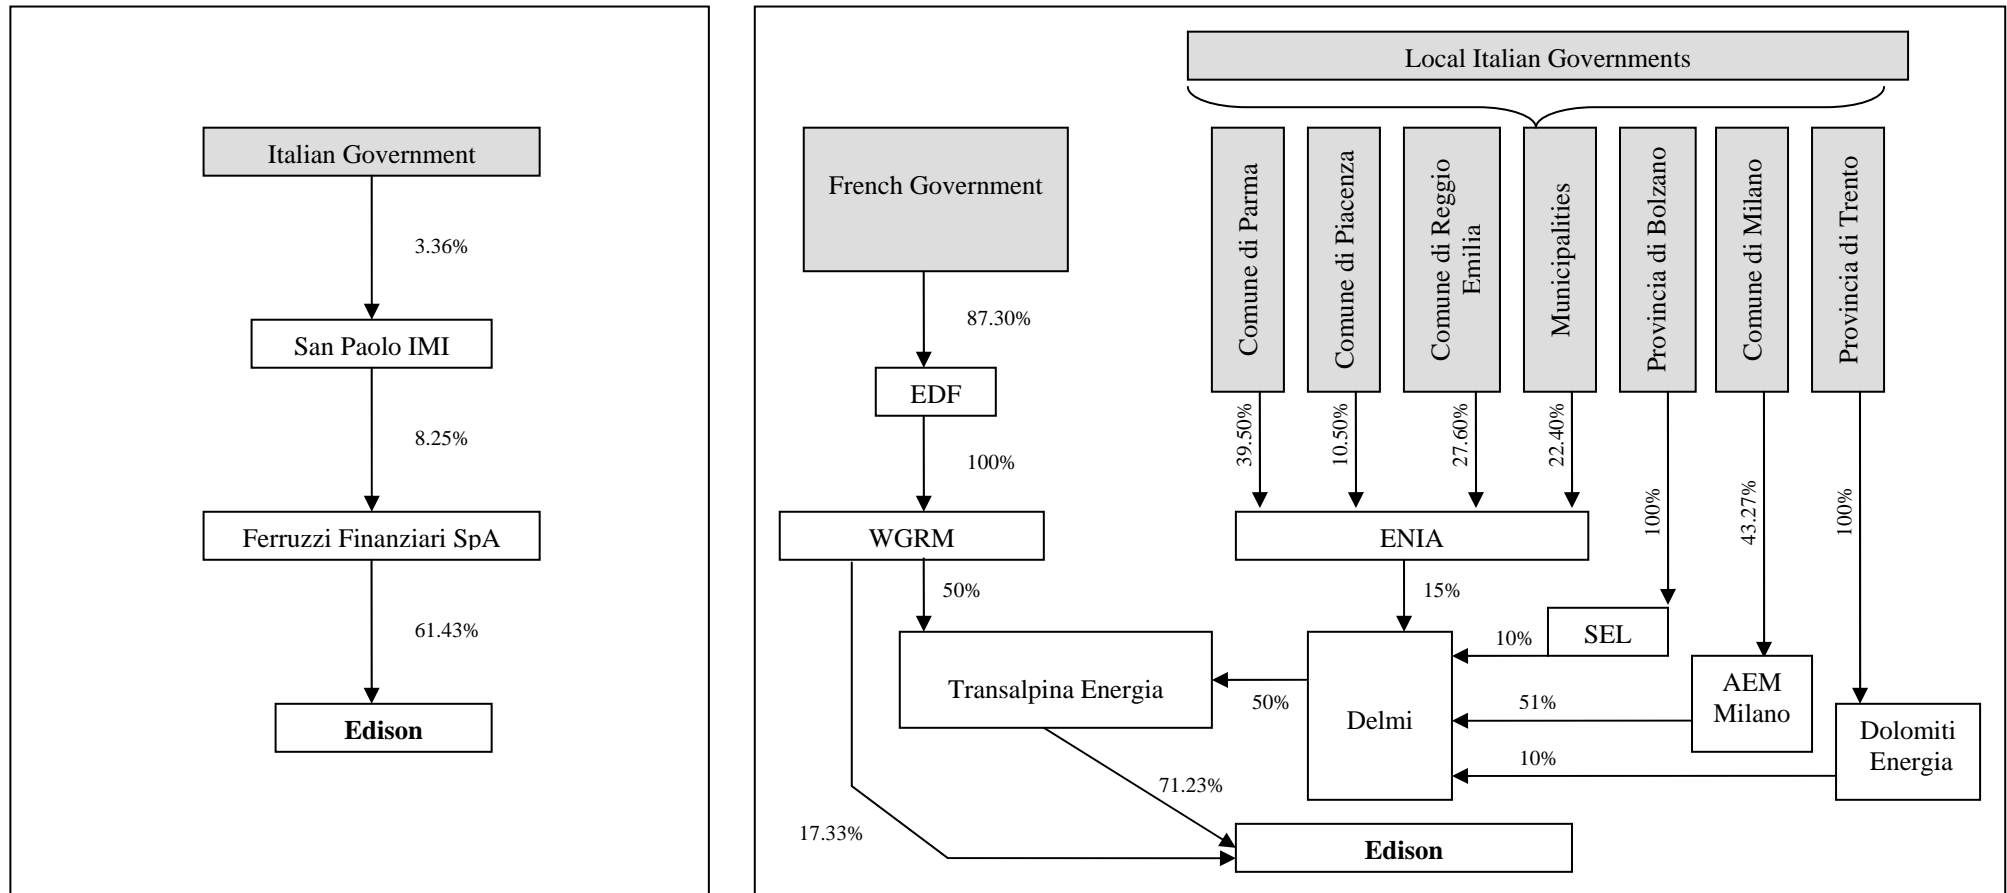 Italian Government
3.36%
San Paolo IMI
8.25%
Ferruzzi Finanziari SpA
61.43%
Edison
Local Italian Governments
French Government
Comune di Parma
Comune di Piacenza
Comune di Reggio
Emilia
Municipalities
Provincia di Bolzano
Comune di Milano
Provincia di Trento
87.30%
EDF
39.50%
10.50%
27.60%
22.40%
100%
100%
43.27%
100%
WGRM
ENIA
50%
15%
SEL
10%
Transalpina Energia
50%
Delmi
51%
AEM
Milano
10%
Dolomiti
Energia
71.23%
17.33%
Edison